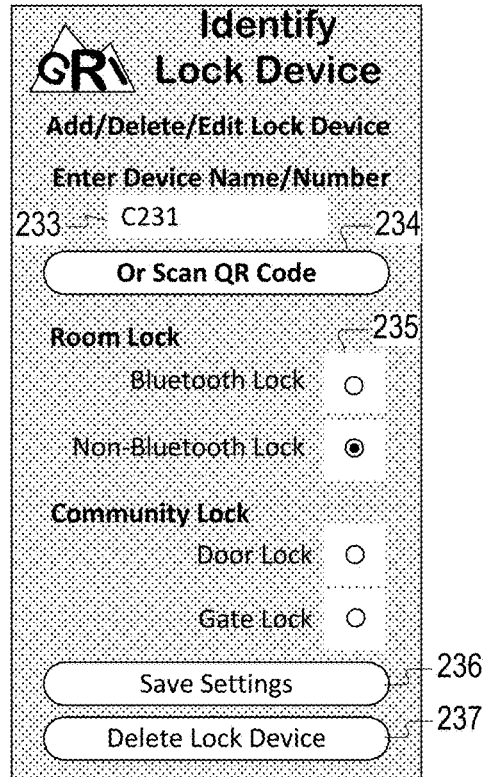 Identify
GRI Lock Device
Add/Delete/Edit Lock Device
Enter Device Name/Number
233 C231 234
Or Scan QR Code
Room Lock 235
Bluetooth Lock
Non-Bluetooth Lock
Community Lock
Door Lock
Gate Lock
Save Settings 236
Delete Lock Device 237